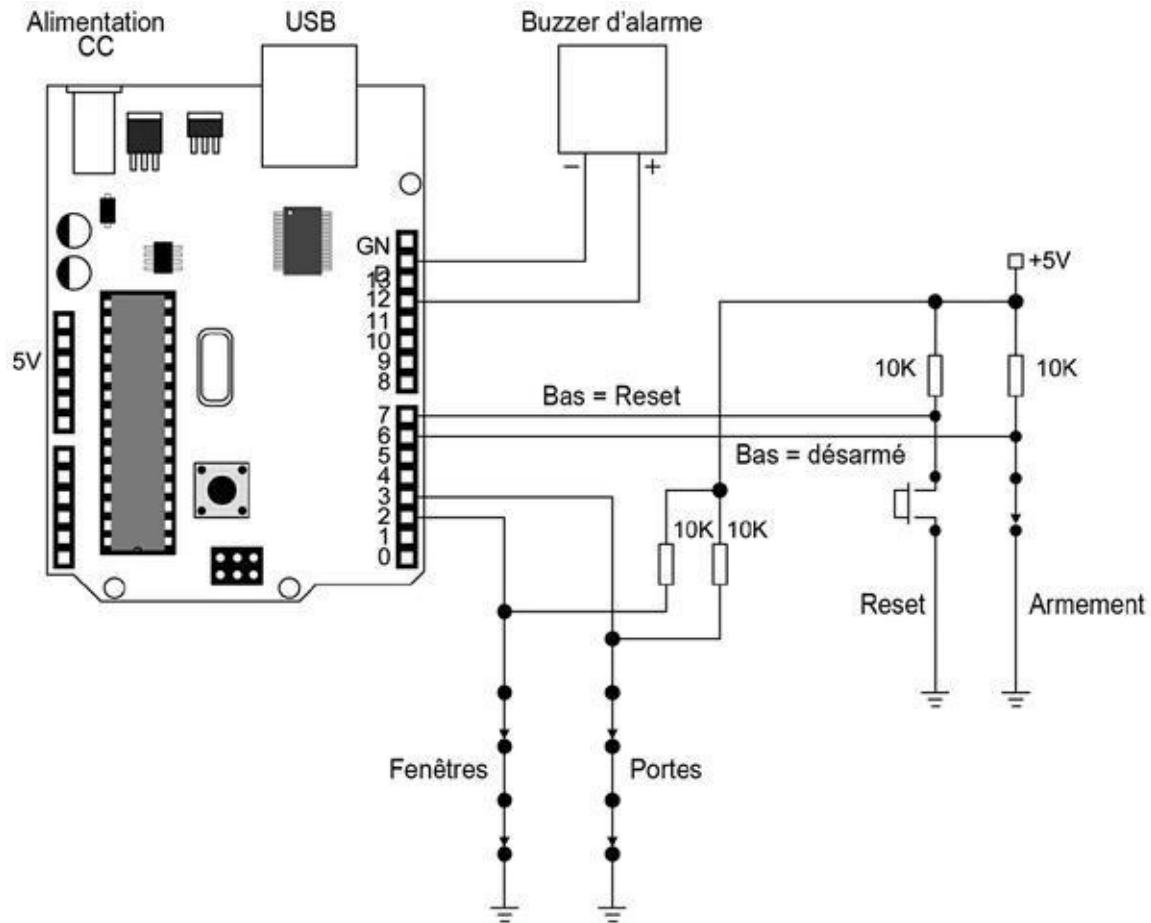 Alimentation
CC
USB
Buzzer d'alarme
−
+
GN
D
13
12
11
10
9
8
5V
+5V
10K
10K
Bas = Reset
7
6
5
4
3
2
1
0
Bas = désarmé
10K
10K
Reset
Armement
Fenêtres
Portes